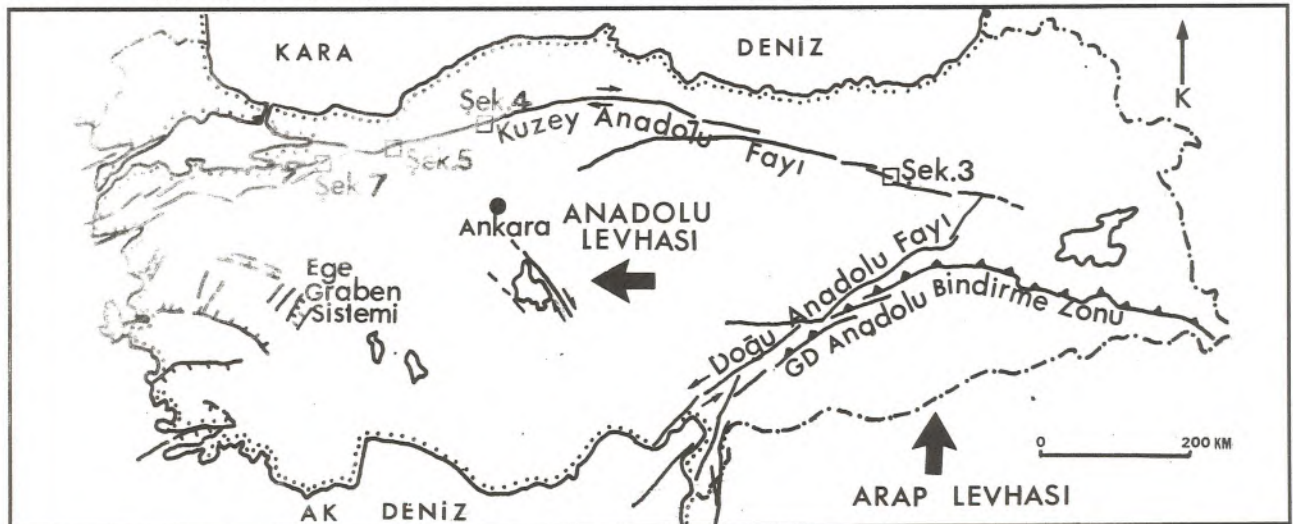 KARA
DENİZ
K
Şek.4
Kuzey Anadolu Fayı
Şek.5
Şek.7
Şek.3
Ankara
ANADOLU
LEVHASI
Ege
Graben
Sistemi
Doğu Anadolu Fayı
GD Anadolu Bindirme Zonu
0 200 KM
ARAP LEVHASI
AK DENİZ